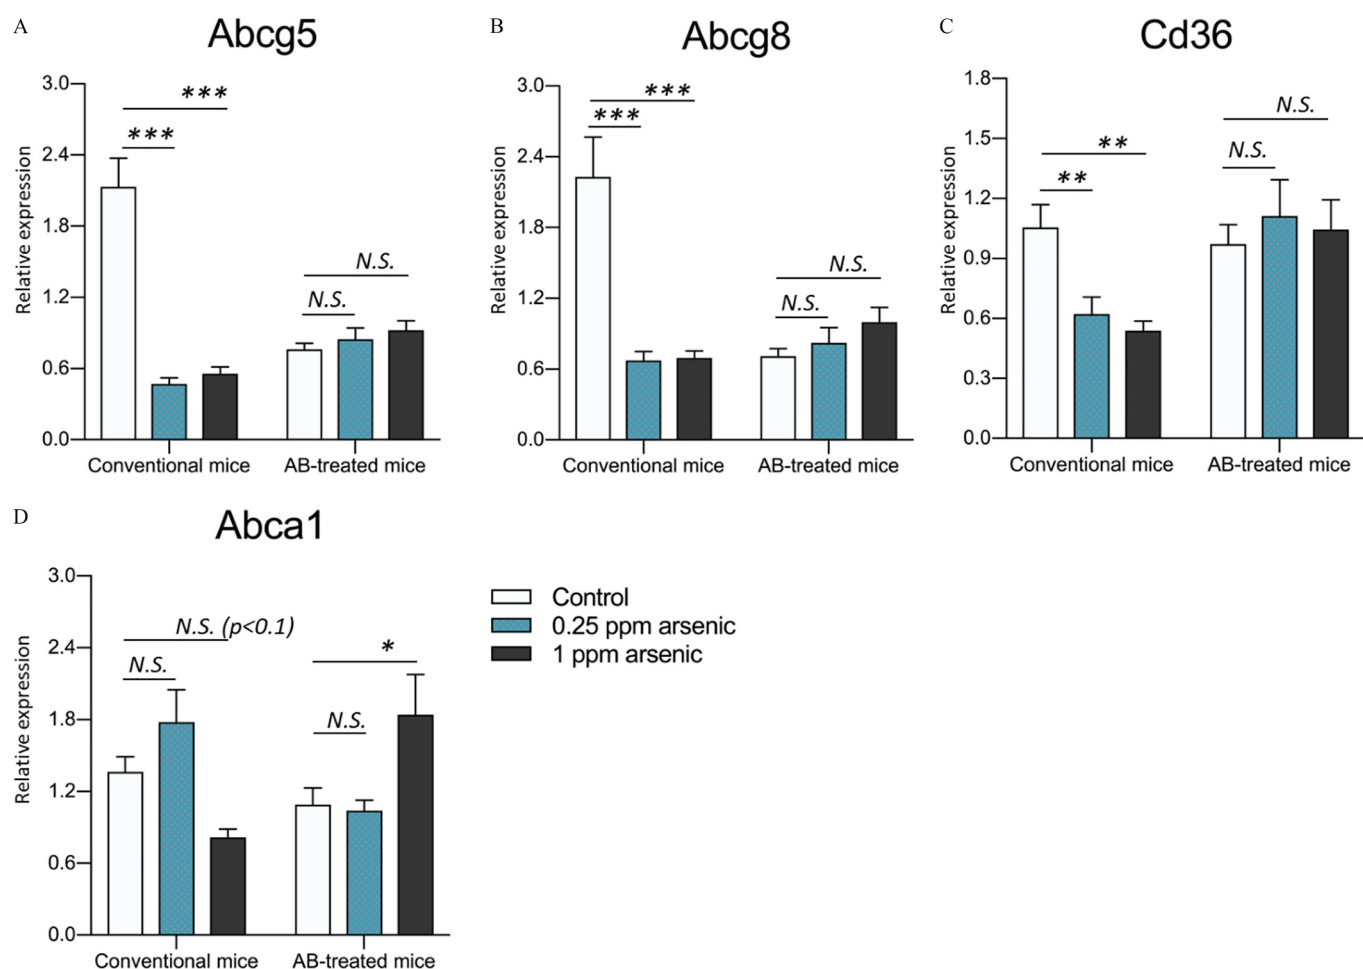 A
Abcg5
Relative expression
3.0
2.4
1.8
1.2
0.6
0.0
***
***
N.S.
N.S.
Conventional mice
AB-treated mice
B
Abcg8
Relative expression
3.0
2.4
1.8
1.2
0.6
0.0
***
***
N.S.
N.S.
Conventional mice
AB-treated mice
C
Cd36
Relative expression
1.8
1.5
1.2
0.9
0.6
0.3
0.0
**
**
N.S.
N.S.
Conventional mice
AB-treated mice
D
Abca1
Relative expression
3.0
2.4
1.8
1.2
0.6
0.0
N.S. (p<0.1)
N.S.
*
N.S.
Conventional mice
AB-treated mice
Control
0.25 ppm arsenic
1 ppm arsenic